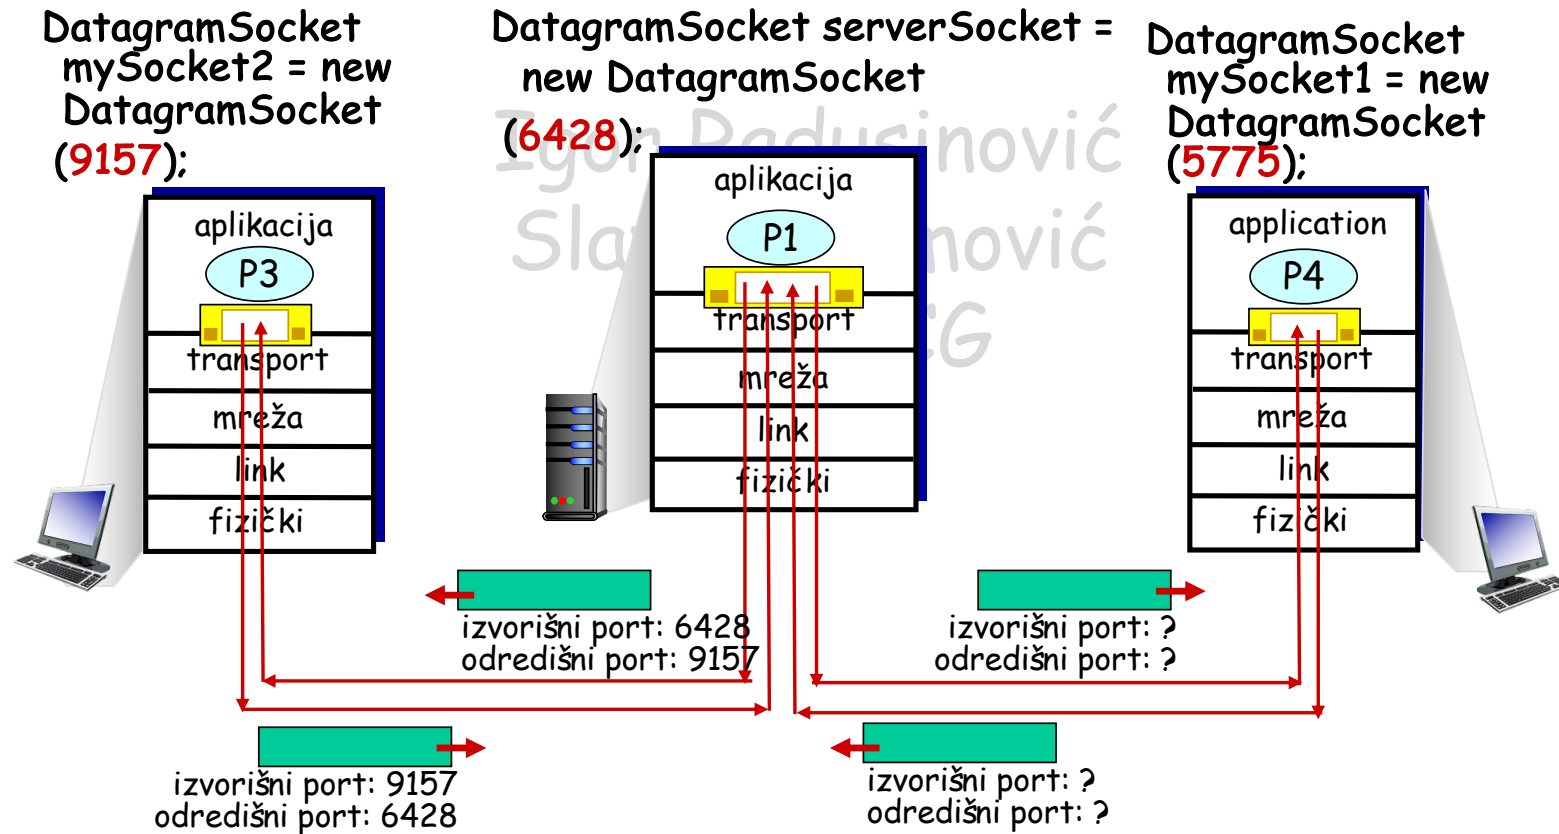 DatagramSocket
mySocket2 = new
DatagramSocket
(9157);
DatagramSocket serverSocket =
new DatagramSocket
(6428);
DatagramSocket
mySocket1 = new
DatagramSocket
(5775);
Igor Radusinović
aplikacija
P3
transport
mreža
link
fizički
aplikacija
P1
transport
mreža
link
fizički
application
P4
transport
mreža
link
fizički
izvorišni port: 6428
odredišni port: 9157
izvorišni port: ?
odredišni port: ?
izvorišni port: 9157
odredišni port: 6428
izvorišni port: ?
odredišni port: ?